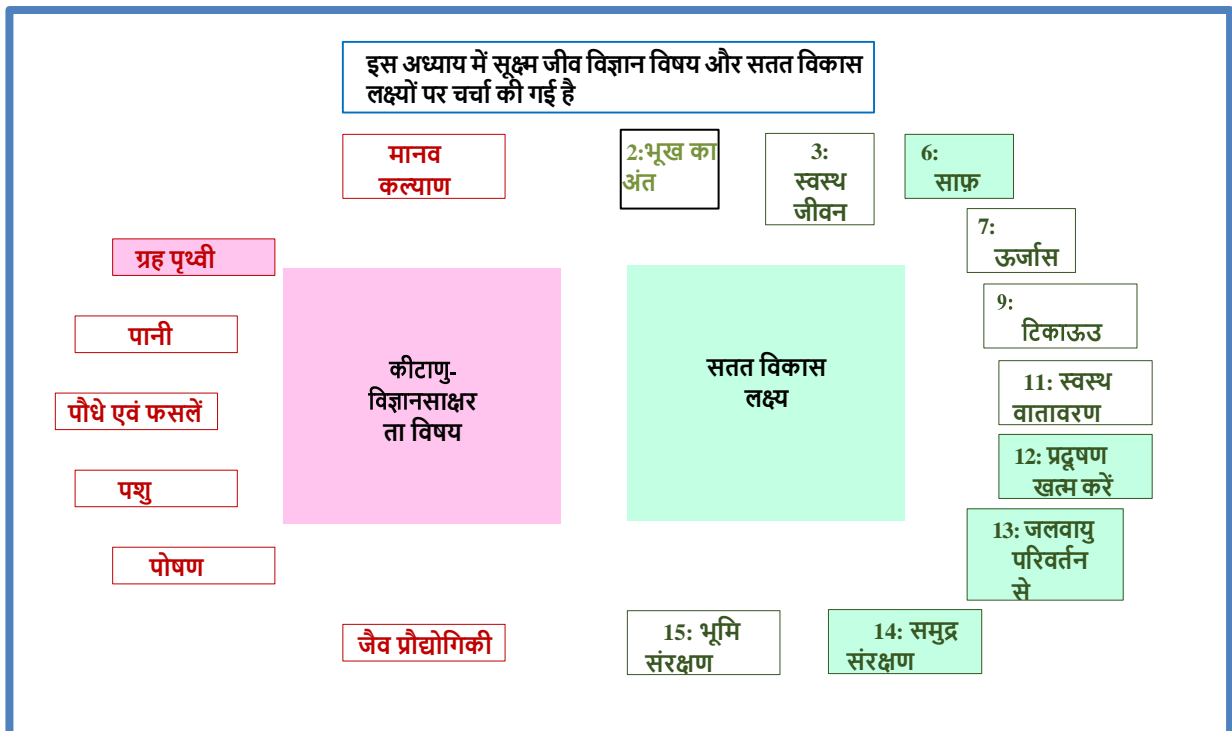 इस अध्याय में सूक्ष्म जीव विज्ञान विषय और सतत विकास
लक्ष्यों पर चर्चा की गई है
मानव
कल्याण
2:भूख का
अंत
3:
स्वस्थ
जीवन
6:
साफ़
7:
ऊर्जास
ग्रह पृथ्वी
9:
टिकाऊउ
पानी
कीटाणु-
विज्ञानसाक्षर
ता विषय
सतत विकास
लक्ष्य
11: स्वस्थ
वातावरण
पौधे एवं फसलें
12: प्रदूषण
खत्म करें
पशु
13: जलवायु
परिवर्तन
से
पोषण
जैव प्रौद्योगिकी
15: भूमि
संरक्षण
14: समुद्र
संरक्षण